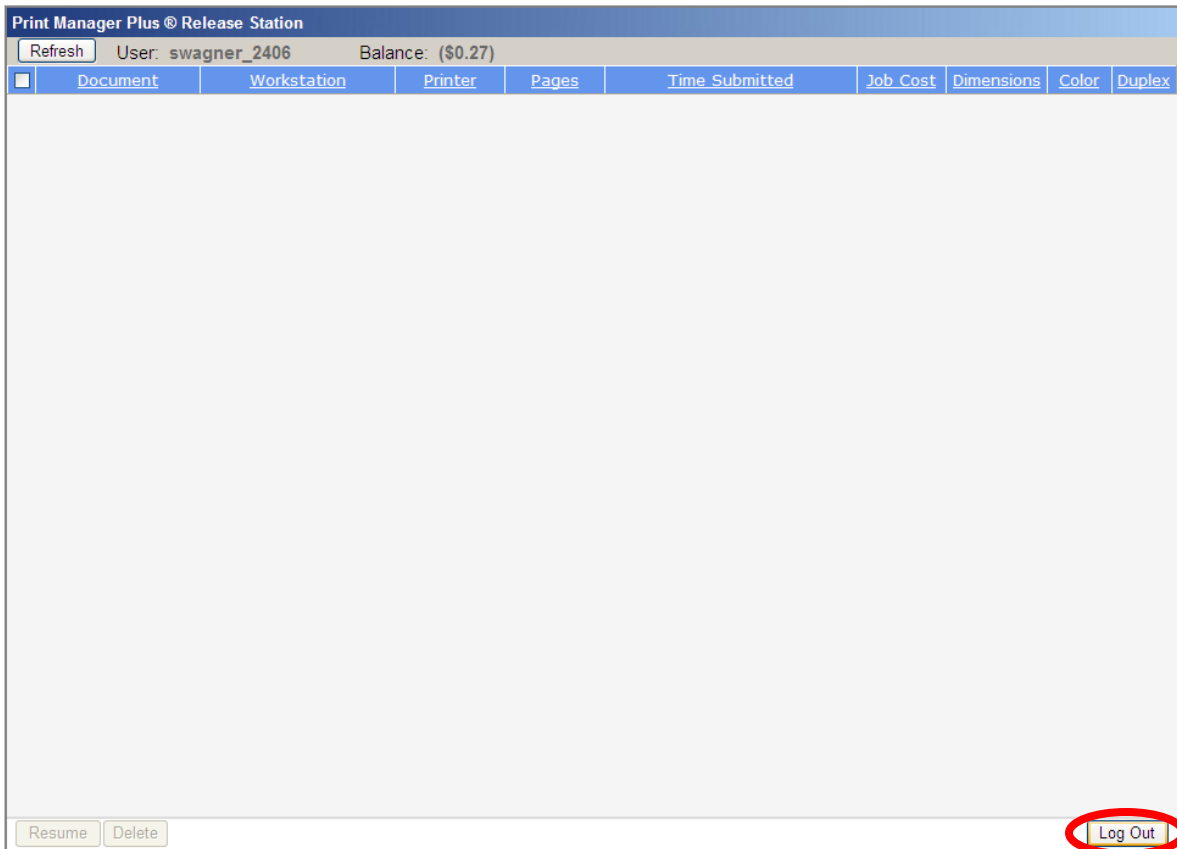 Print Manager Plus ® Release Station
Refresh User: swagner_2406 Balance: ($0.27)
Document Workstation Printer Pages Time Submitted Job Cost Dimensions Color Duplex
Resume Delete Log Out